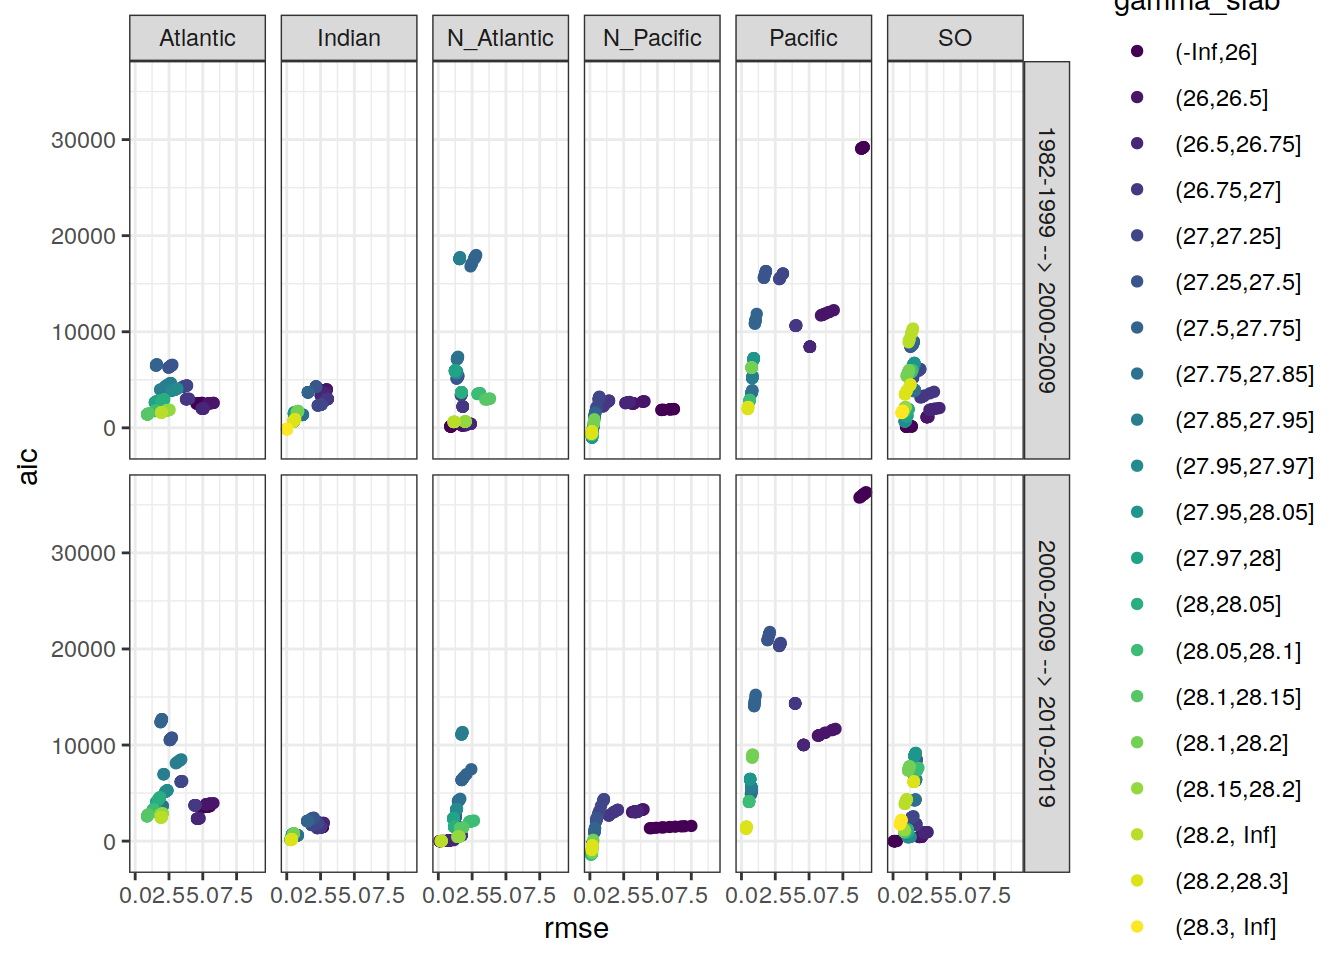 gamma_slab
Atlantic Indian N_Atlantic N_Pacific Pacific SO
30000
20000
10000
0
1982-1999 --> 2000-2009
30000
20000
10000
0
2000-2009 --> 2010-2019
aic
0.02.55.07.5 0.02.55.07.5 0.02.55.07.5 0.02.55.07.5 0.02.55.07.5 0.02.55.07.5
rmse
(-Inf,26]
(26,26.5]
(26.5,26.75]
(26.75,27]
(27,27.25]
(27.25,27.5]
(27.5,27.75]
(27.75,27.85]
(27.85,27.95]
(27.95,27.97]
(27.95,28.05]
(27.97,28]
(28,28.05]
(28.05,28.1]
(28.1,28.15]
(28.1,28.2]
(28.15,28.2]
(28.2, Inf]
(28.2,28.3]
(28.3, Inf]